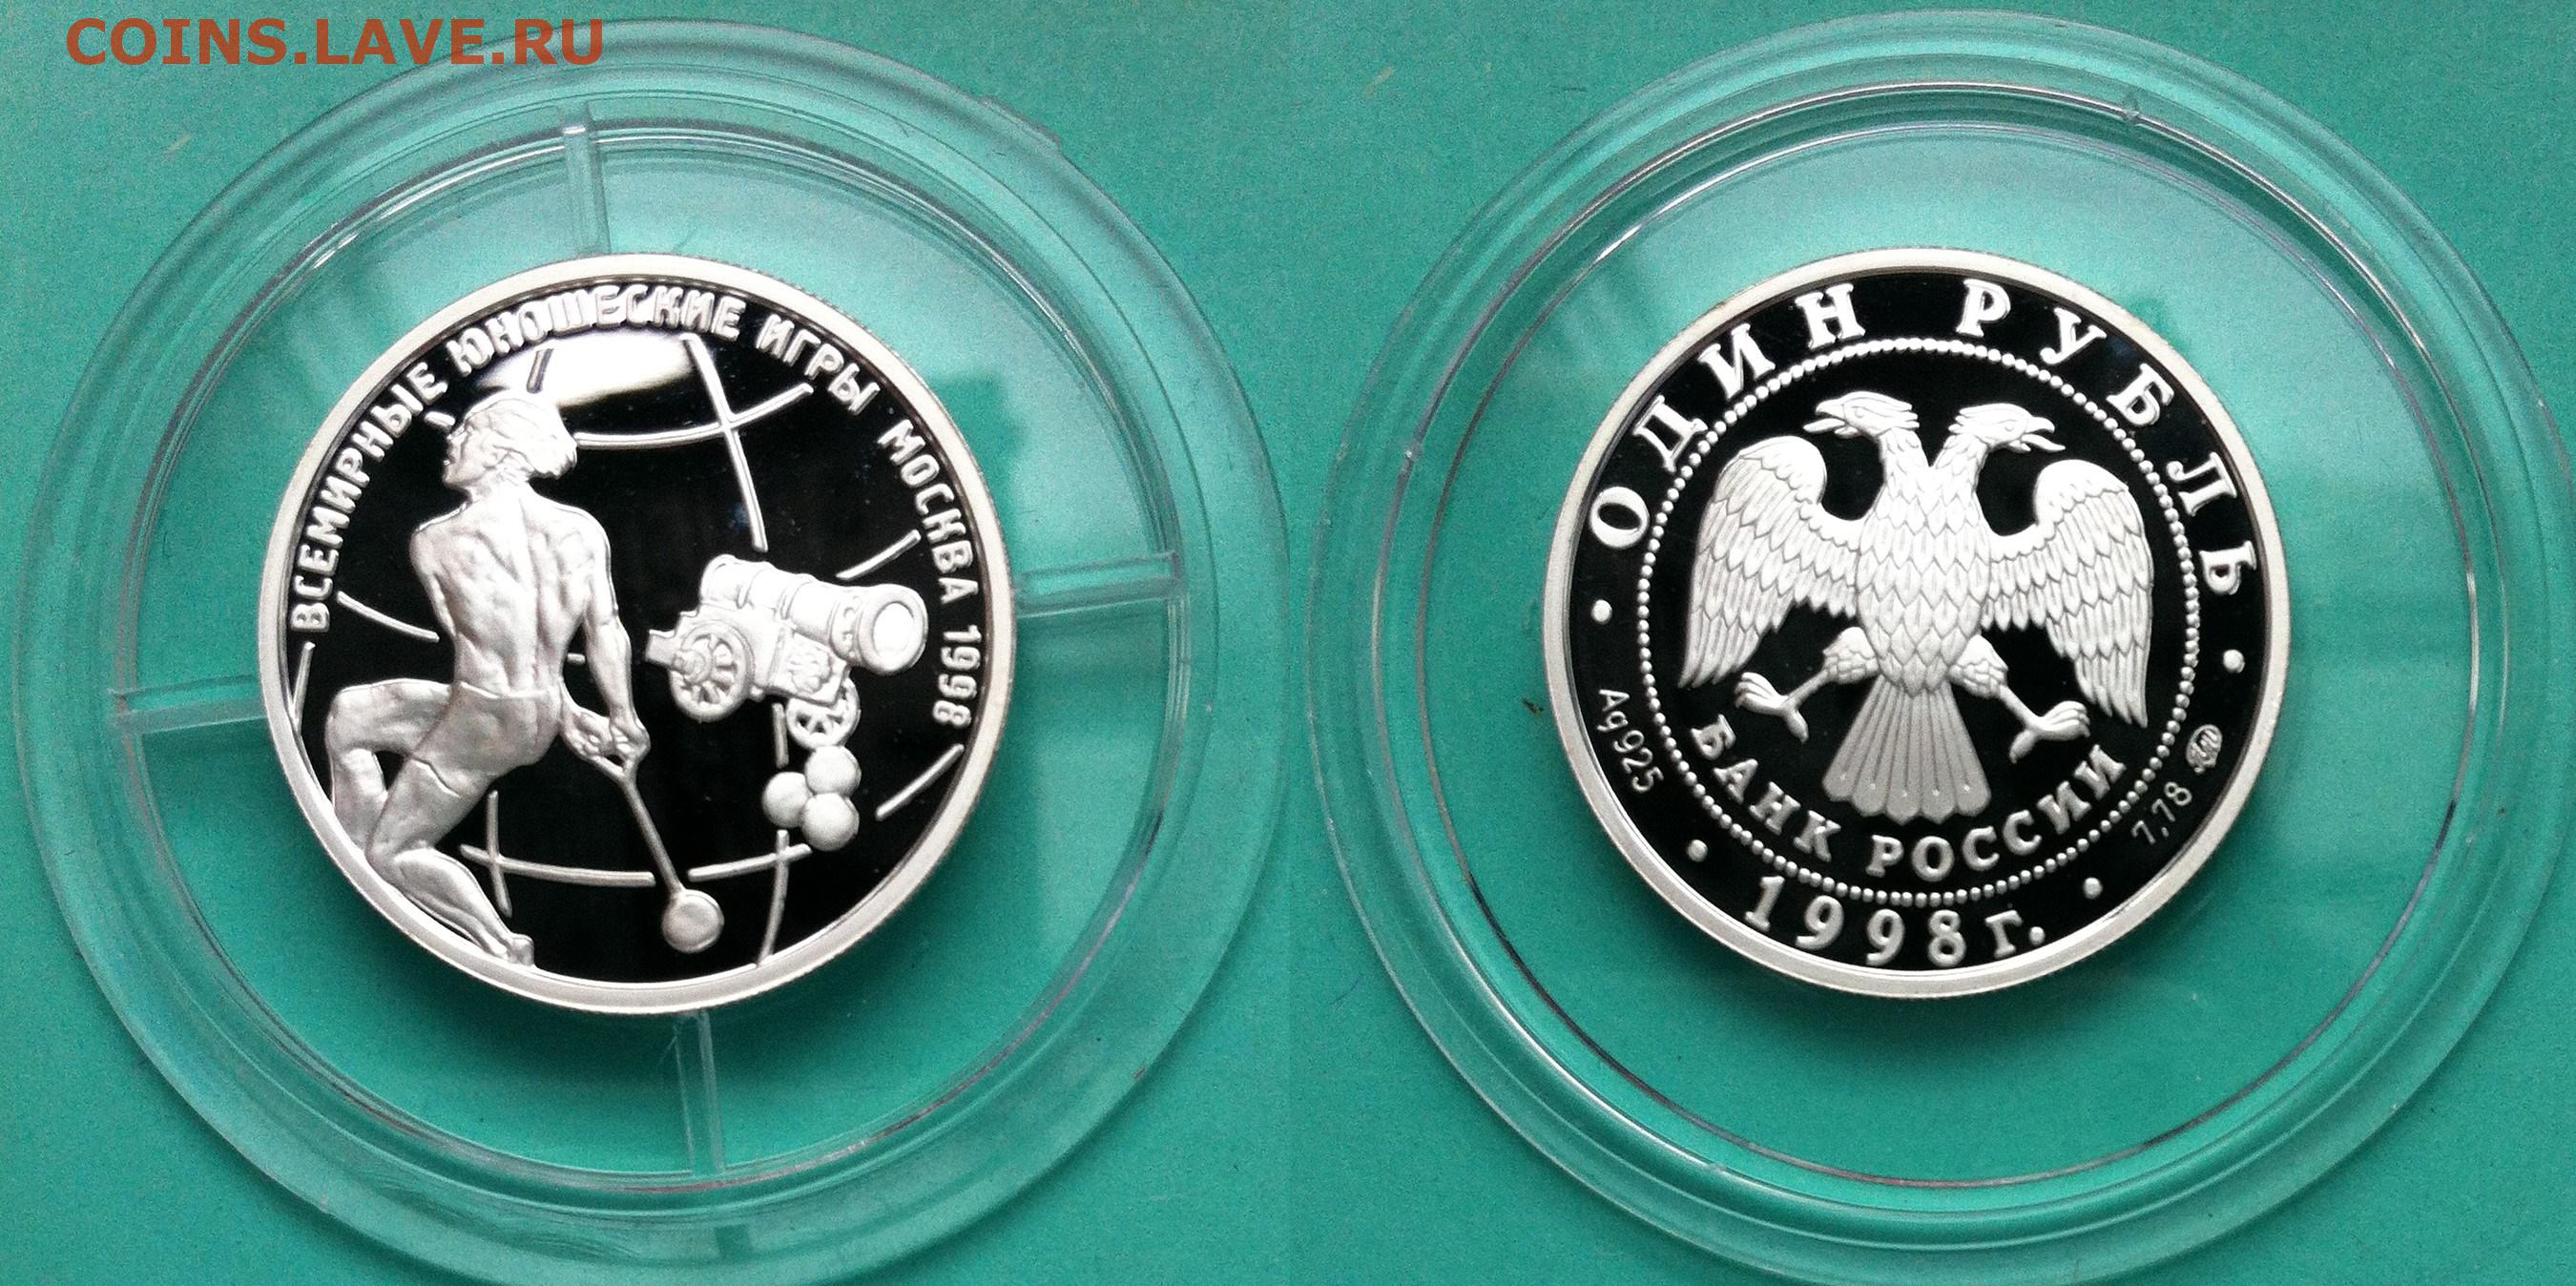 COINS.LAVE.RU
ВСЕМИРНЫЕ ЮНОШЕСКИЕ ИГРЫ МОСКВА 1998
ОДИН РУБЛЬ
БАНК РОССИИ
Ag925
7,78
1998г.